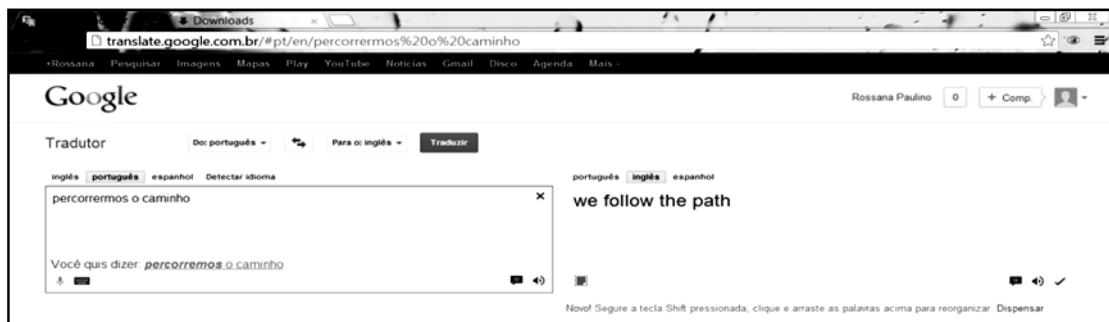 Downloads
translate.google.com.br/#pt/en/percorrermos%20o%20caminho
+Rossana Pesquisar Imagens Mapas Play YouTube Notícias Gmail Disco Agenda Mais
Google
Rossana Paulino 0 + Comp.
Tradutor Do: português Para o: inglês Traduzir
inglês português espanhol Detectar idioma português inglês espanhol
percorrermos o caminho
we follow the path
Você quis dizer: percorremos o caminho
Novo! Segure a tecla Shift pressionada, clique e arraste as palavras acima para reorganizar. Dispensar